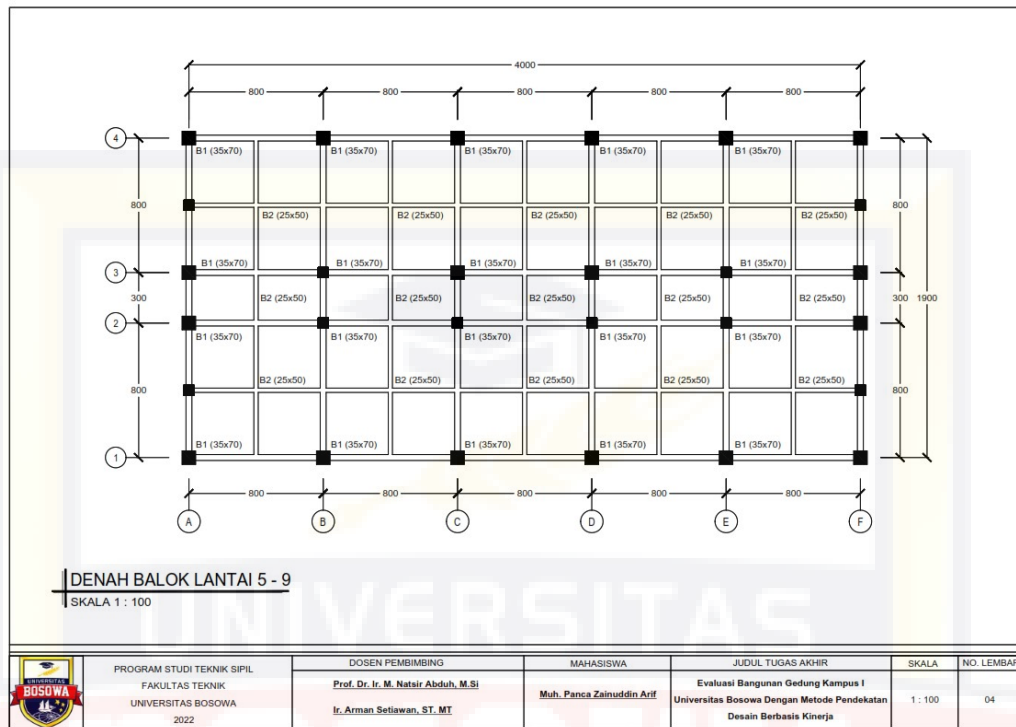 4000
800 800 800 800 800
4
B1 (35x70) B1 (35x70) B1 (35x70) B1 (35x70) B1 (35x70)
800 800
B2 (25x50) B2 (25x50) B2 (25x50) B2 (25x50) B2 (25x50)
B1 (35x70) B1 (35x70) B1 (35x70) B1 (35x70) B1 (35x70)
3
300 B2 (25x50) B2 (25x50) B2 (25x50) B2 (25x50) B2 (25x50) 300 1900
2
B1 (35x70) B1 (35x70) B1 (35x70) B1 (35x70) B1 (35x70)
B2 (25x50) B2 (25x50) B2 (25x50) B2 (25x50) B2 (25x50)
800 800
B1 (35x70) B1 (35x70) B1 (35x70) B1 (35x70) B1 (35x70)
1
800 800 800 800 800
A B C D E F
DENAH BALOK LANTAI 5 - 9
SKALA 1 : 100
UNIVERSITAS
UNIVERSITAS
BOSOWA
PROGRAM STUDI TEKNIK SIPIL
FAKULTAS TEKNIK
UNIVERSITAS BOSOWA
2022
DOSEN PEMBIMBING
Prof. Dr. Ir. M. Natsir Abduh, M.Si
Ir. Arman Setiawan, ST. MT
MAHASISWA
Muh. Panca Zainuddin Arif
JUDUL TUGAS AKHIR
Evaluasi Bangunan Gedung Kampus I
Universitas Bosowa Dengan Metode Pendekatan
Desain Berbasis Kinerja
SKALA
1 : 100
NO. LEMBAR
04